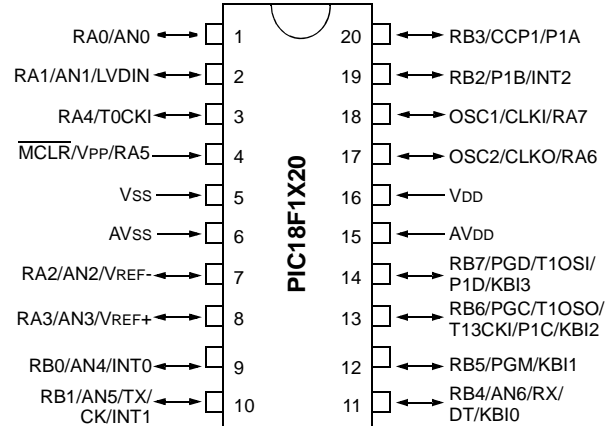 RA0/AN0 1 20 RB3/CCP1/P1A
RA1/AN1/LVDIN 2 19 RB2/P1B/INT2
RA4/T0CKI 3 18 OSC1/CLKI/RA7
MCLR/VPP/RA5 4 17 OSC2/CLKO/RA6
VSS 5 16 VDD
AVSS 6 15 AVDD
RA2/AN2/VREF- 7 14 RB7/PGD/T1OSI/
P1D/KBI3
RA3/AN3/VREF+ 8 13 RB6/PGC/T1OSO/
T13CKI/P1C/KBI2
RB0/AN4/INT0 9 12 RB5/PGM/KBI1
RB1/AN5/TX/
CK/INT1 10 11 RB4/AN6/RX/
DT/KBI0
PIC18F1X20